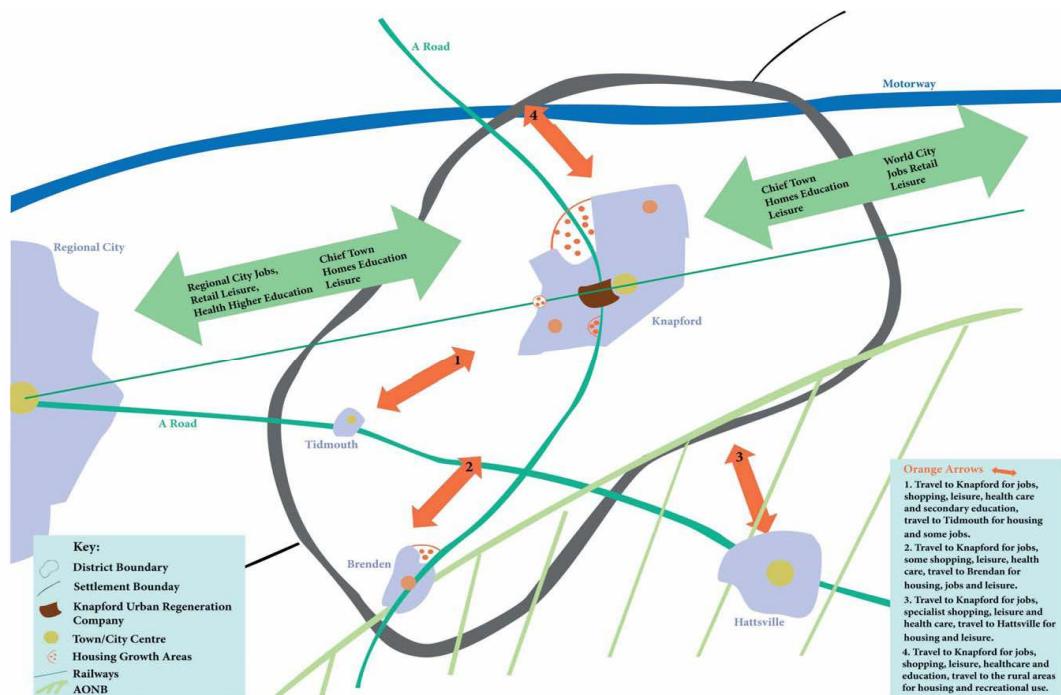 A Road
Motorway
4
World City
Jobs Retail
Leisure
Chief Town
Homes Education
Leisure
Regional City
Regional City Jobs,
Retail Leisure,
Health Higher Education
Chief Town
Homes Education
Leisure
Knapford
1
A Road
Tidmouth
2
3
Brenden
Hattsville
Key:
District Boundary
Settlement Bounday
Knapford Urban Regeneration
Company
Town/City Centre
Housing Growth Areas
Railways
AONB
Orange Arrows
1. Travel to Knapford for jobs,
shopping, leisure, health care
and secondary education,
travel to Tidmouth for housing
and some jobs.
2. Travel to Knapford for jobs,
some shopping, leisure, health
care, travel to Brendan for
housing, jobs and leisure.
3. Travel to Knapford for jobs,
specialist shopping, leisure and
health care, travel to Hattsville for
housing and leisure.
4. Travel to Knapford for jobs,
shopping, leisure, healthcare and
education, travel to the rural areas
for housing and recreational use.